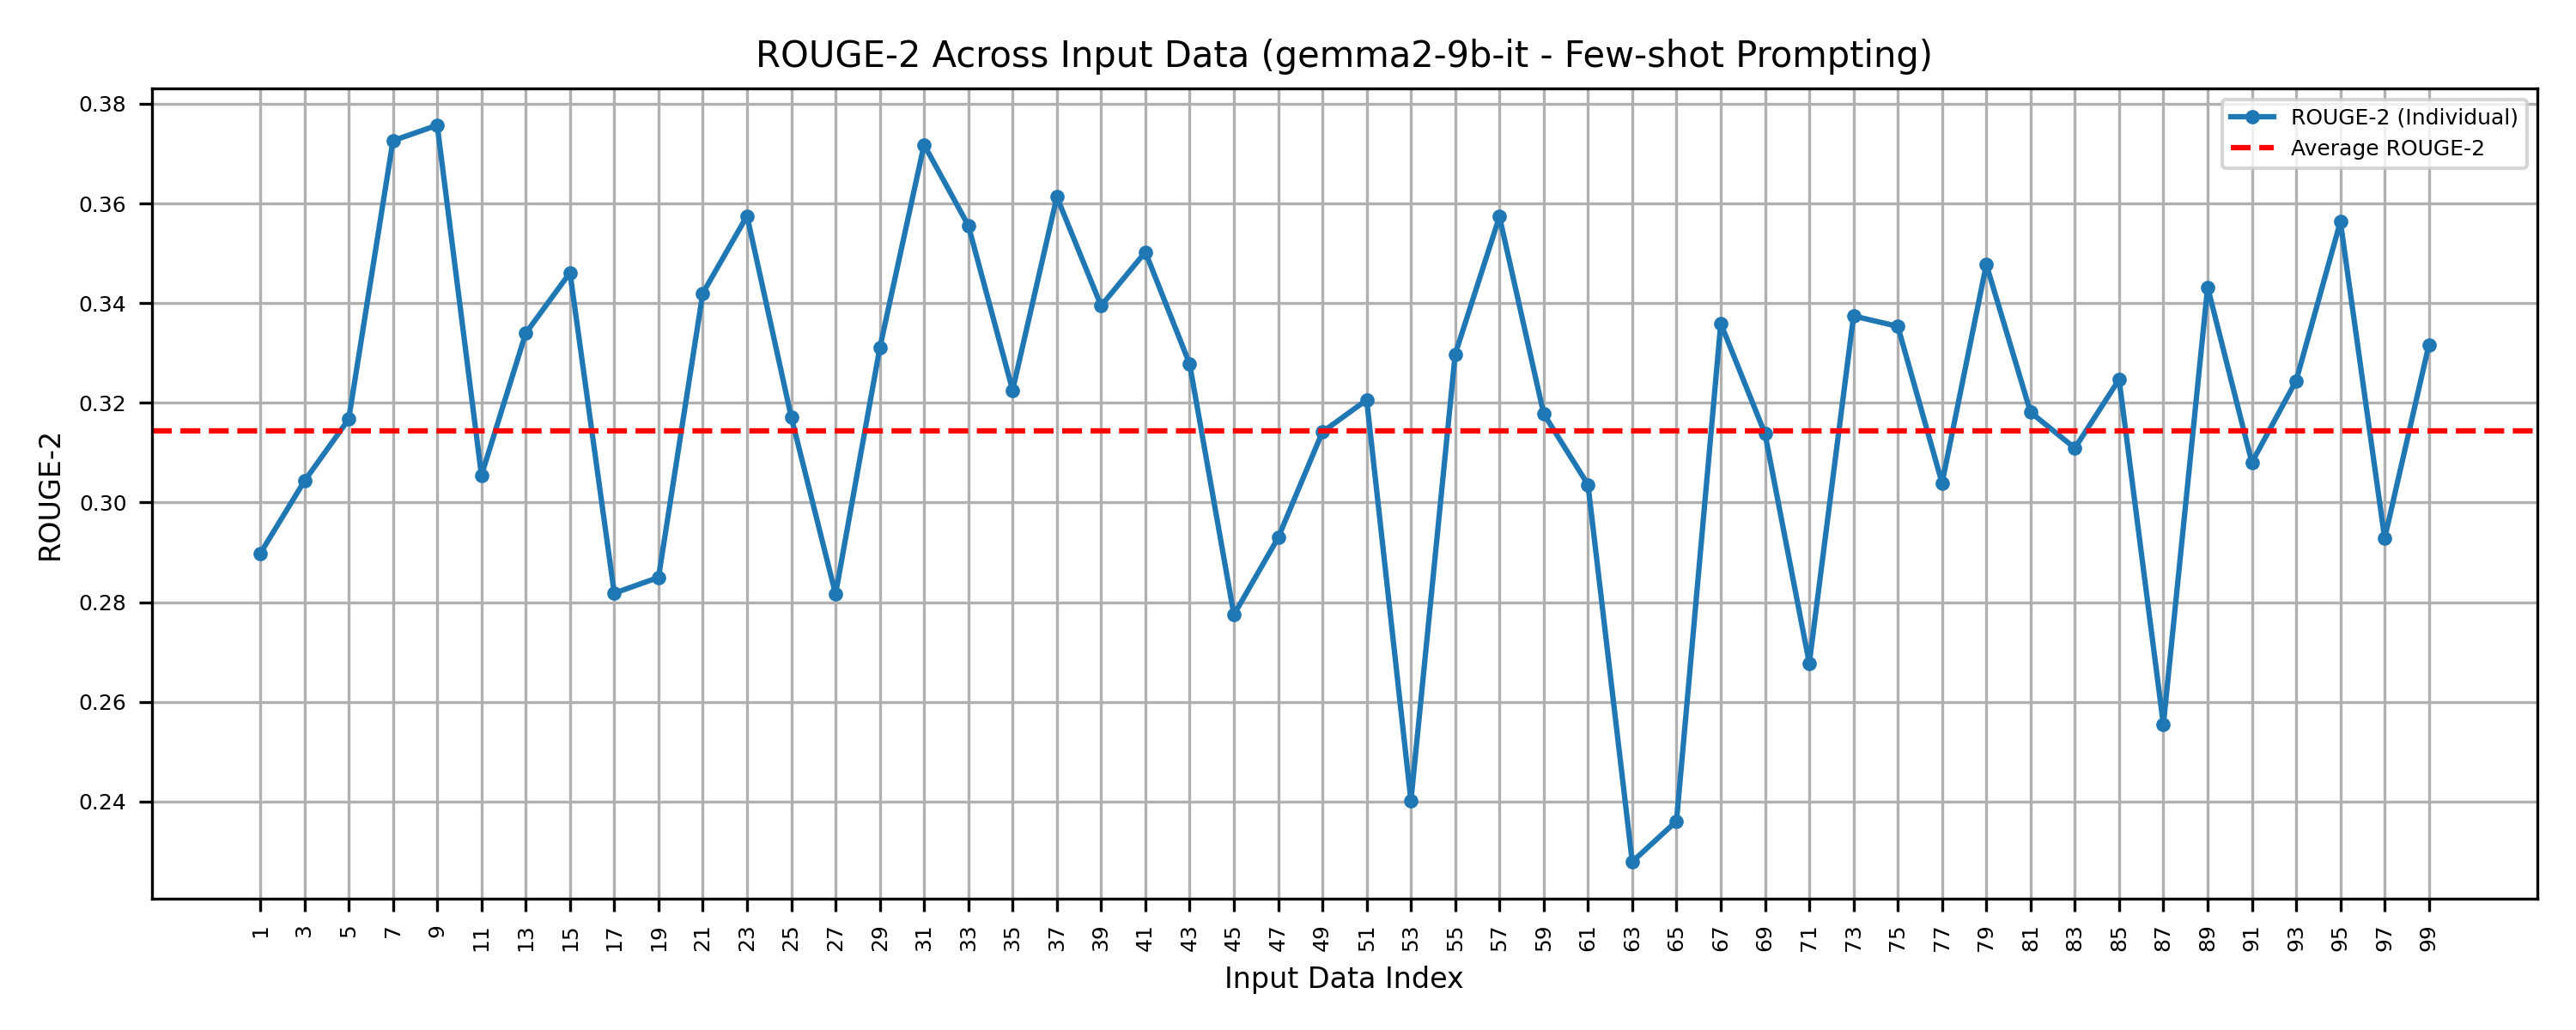 ROUGE-2 Across Input Data (gemma2-9b-it - Few-shot Prompting)
ROUGE-2 (Individual)
Average ROUGE-2
0.38
0.36
0.34
0.32
0.30
0.28
0.26
0.24
ROUGE-2
1 3 5 7 9 11 13 15 17 19 21 23 25 27 29 31 33 35 37 39 41 43 45 47 49 51 53 55 57 59 61 63 65 67 69 71 73 75 77 79 81 83 85 87 89 91 93 95 97 99
Input Data Index